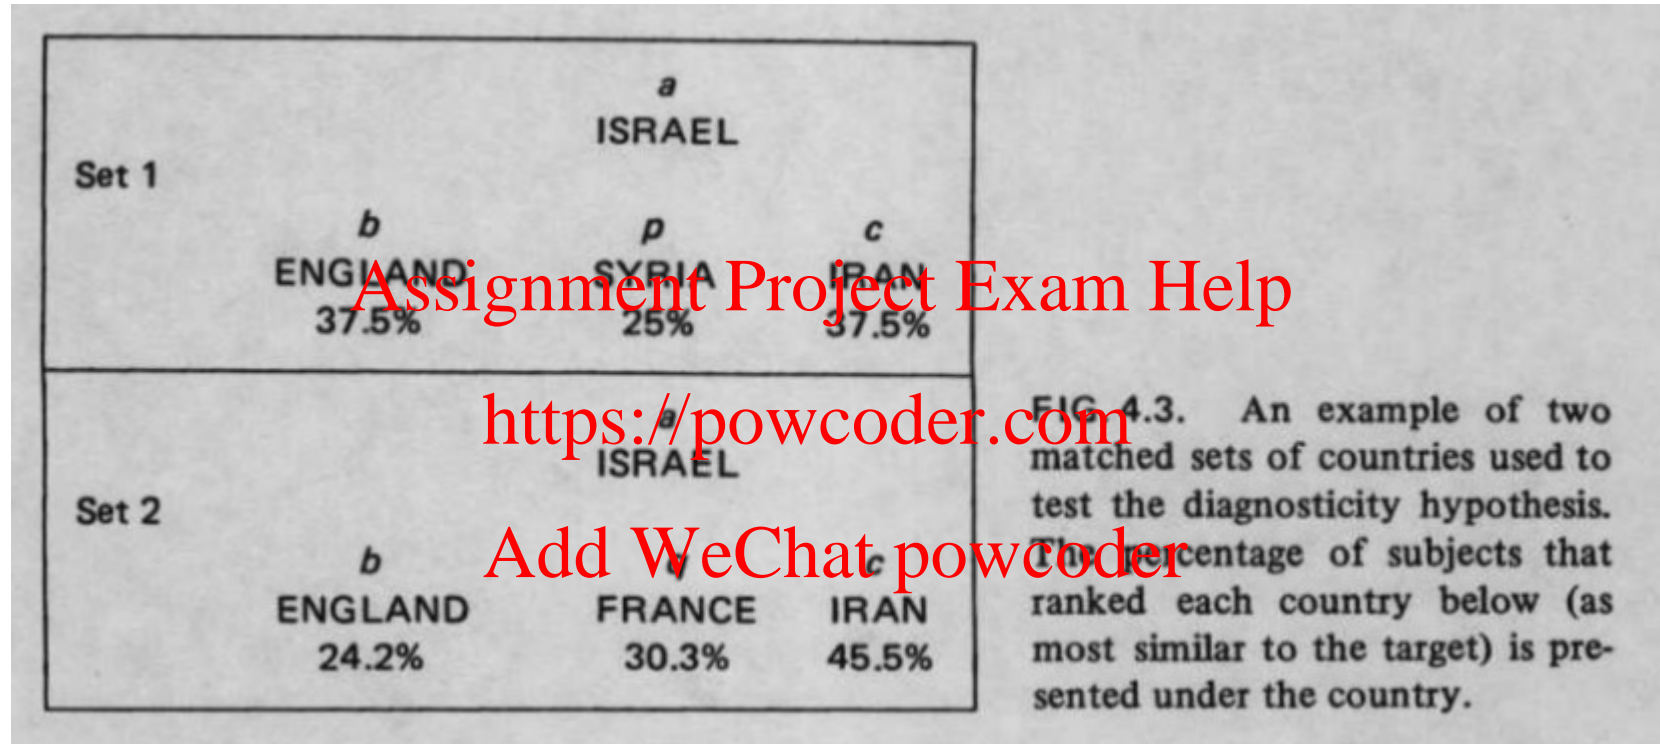 a
ISRAEL
Set 1
b p c
ENGLAND SYRIA IRAN
37.5% 25% 37.5%
Assignment Project Exam Help
a
ISRAEL
https://powcoder.com
Set 2
b q c
ENGLAND FRANCE IRAN
24.2% 30.3% 45.5%
Add WeChat powcoder
FIG 4.3. An example of two
matched sets of countries used to
test the diagnosticity hypothesis.
The percentage of subjects that
ranked each country below (as
most similar to the target) is pre-
sented under the country.